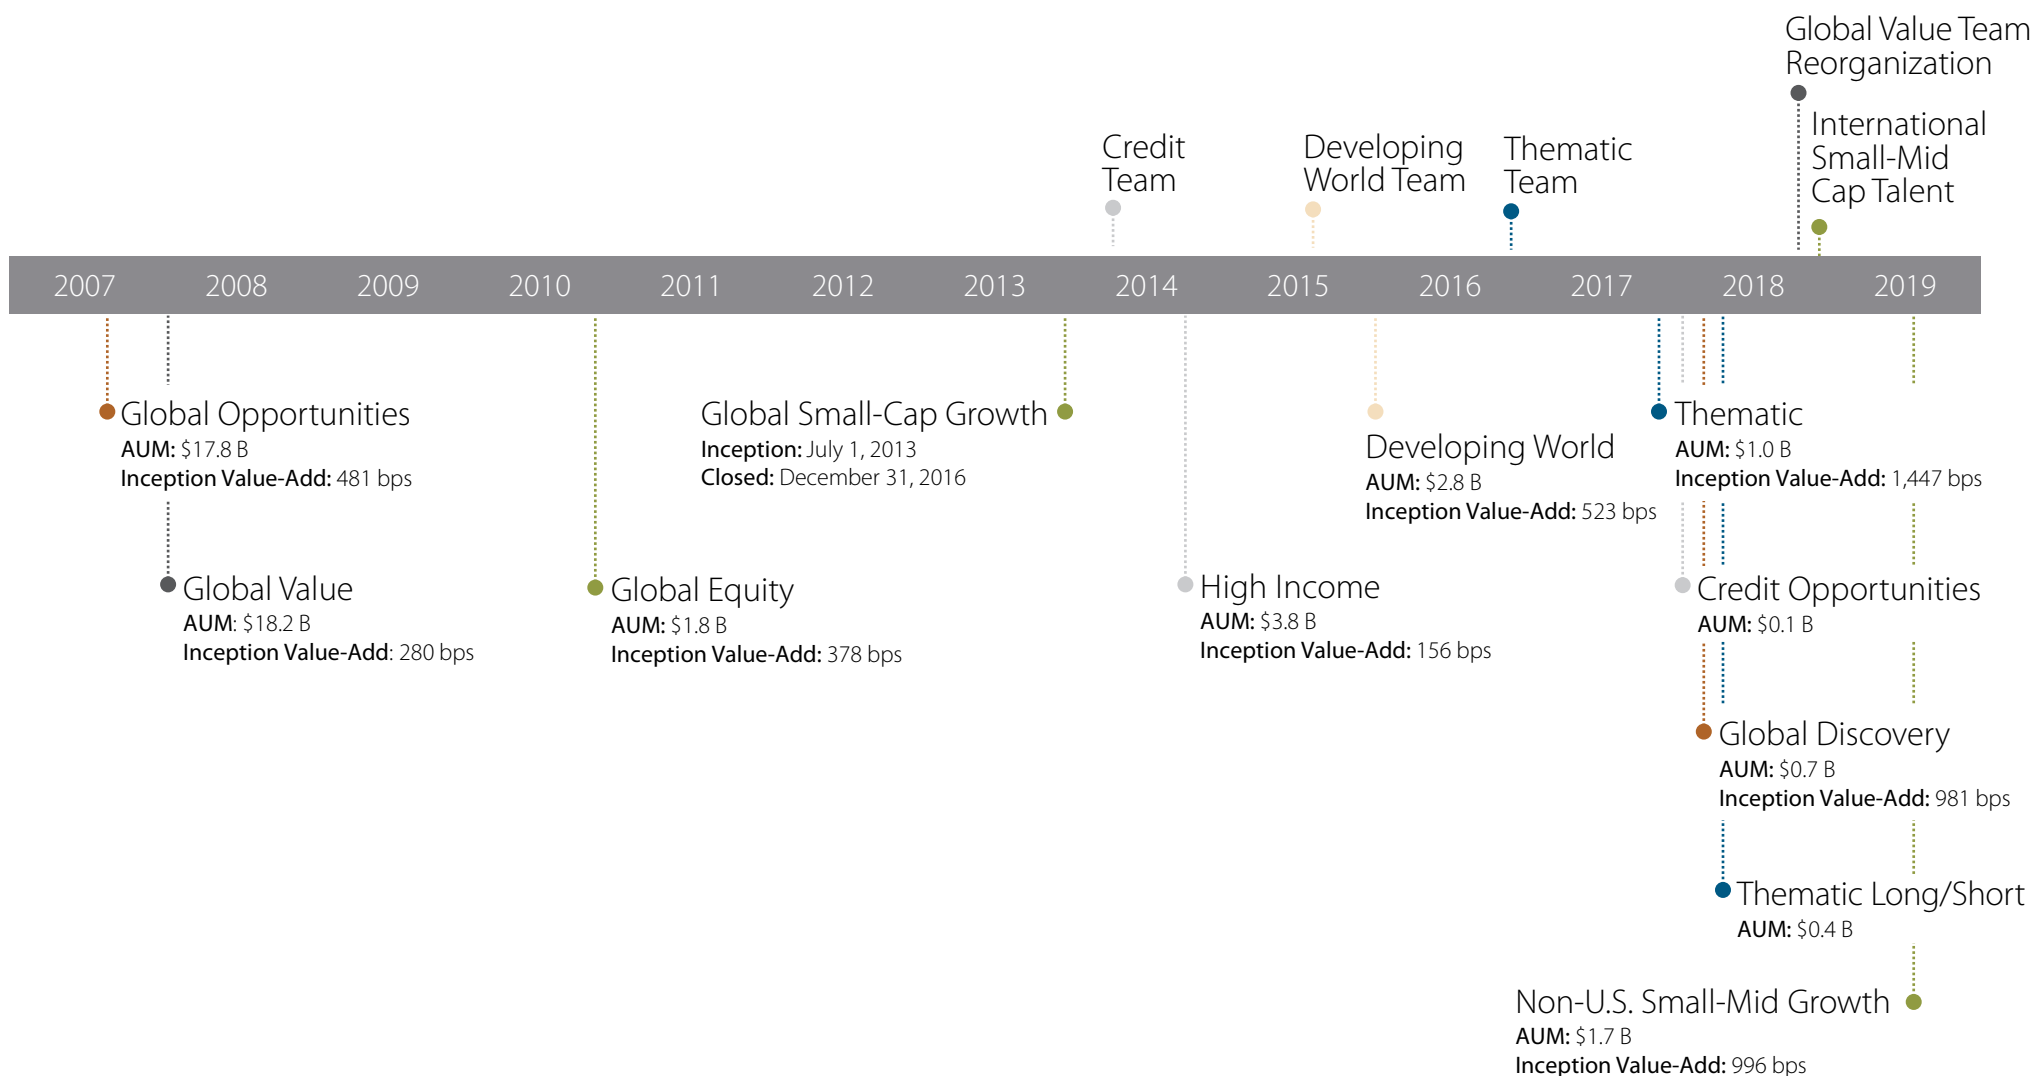 Global Value Team
Reorganization
International
Small-Mid
Cap Talent
Credit
Team
Developing
World Team
Thematic
Team
2007 2008 2009 2010 2011 2012 2013 2014 2015 2016 2017 2018 2019
Global Opportunities
AUM: $17.8 B
Inception Value-Add: 481 bps
Global Small-Cap Growth
Inception: July 1, 2013
Closed: December 31, 2016
Developing World
AUM: $2.8 B
Inception Value-Add: 523 bps
Thematic
AUM: $1.0 B
Inception Value-Add: 1,447 bps
Global Value
AUM: $18.2 B
Inception Value-Add: 280 bps
Global Equity
AUM: $1.8 B
Inception Value-Add: 378 bps
High Income
AUM: $3.8 B
Inception Value-Add: 156 bps
Credit Opportunities
AUM: $0.1 B
Global Discovery
AUM: $0.7 B
Inception Value-Add: 981 bps
Thematic Long/Short
AUM: $0.4 B
Non-U.S. Small-Mid Growth
AUM: $1.7 B
Inception Value-Add: 996 bps